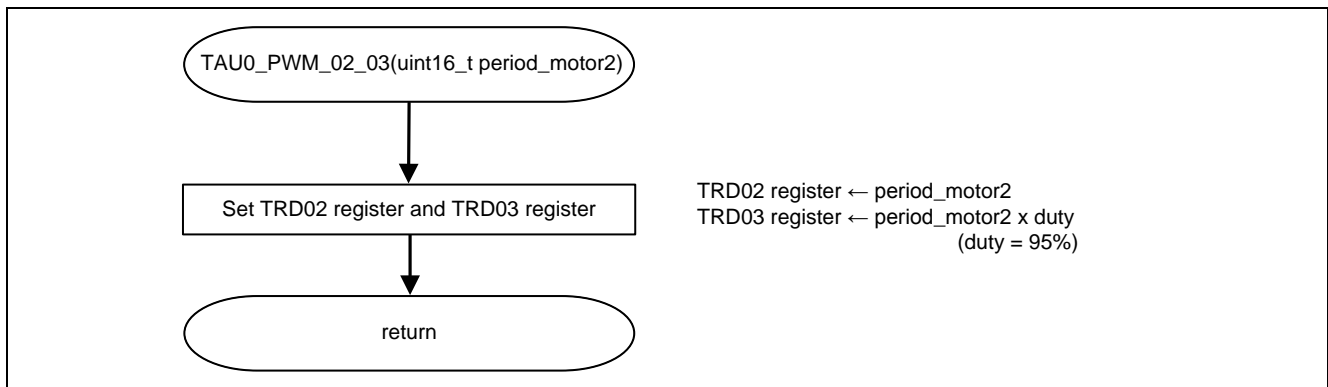 TAU0_PWM_02_03(uint16_t period_motor2)
Set TRD02 register and TRD03 register
TRD02 register ← period_motor2
TRD03 register ← period_motor2 x duty
(duty = 95%)
return